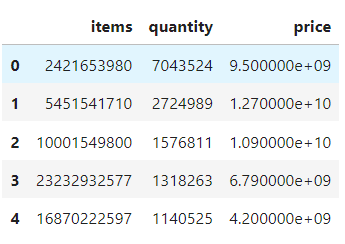 items quantity price
0 2421653980 7043524 9.500000e+09
1 5451541710 2724989 1.270000e+10
2 10001549800 1576811 1.090000e+10
3 23232932577 1318263 6.790000e+09
4 16870222597 1140525 4.200000e+09